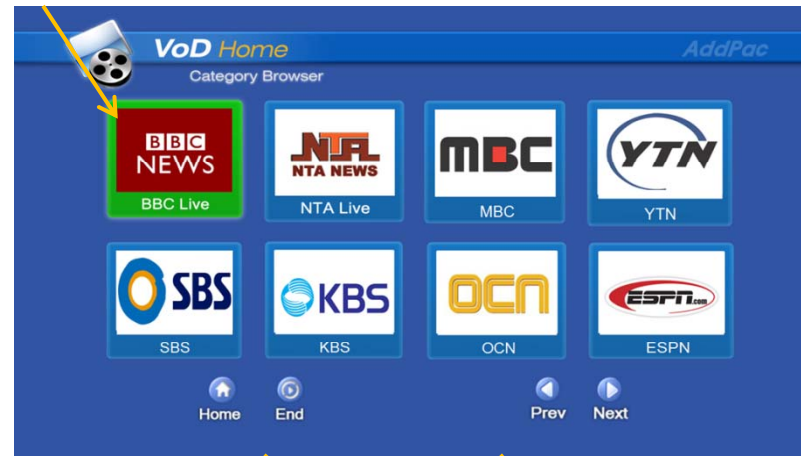 VoD Home
AddPac
Category Browser
BBC
NEWS
BBC Live
NTA
NTA NEWS
NTA Live
MBC
MBC
YTN
YTN
SBS
SBS
KBS
KBS
OCN
OCN
ESPN.com
ESPN
Home
End
Prev
Next